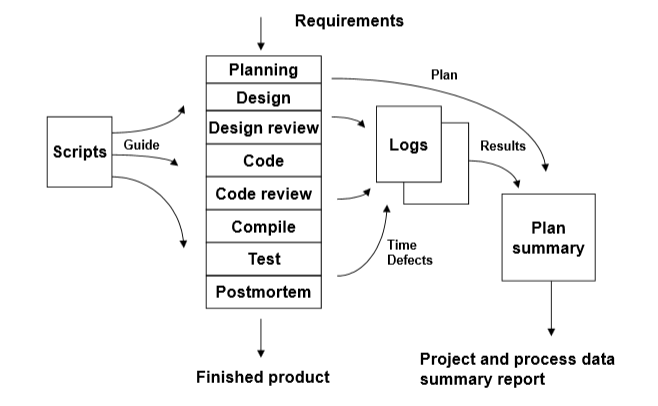 Requirements
Planning
Plan
Design
Design review
Scripts
Guide
Logs
Results
Code
Code review
Compile
Test
Time
Defects
Plan
summary
Postmortem
Finished product
Project and process data
summary report